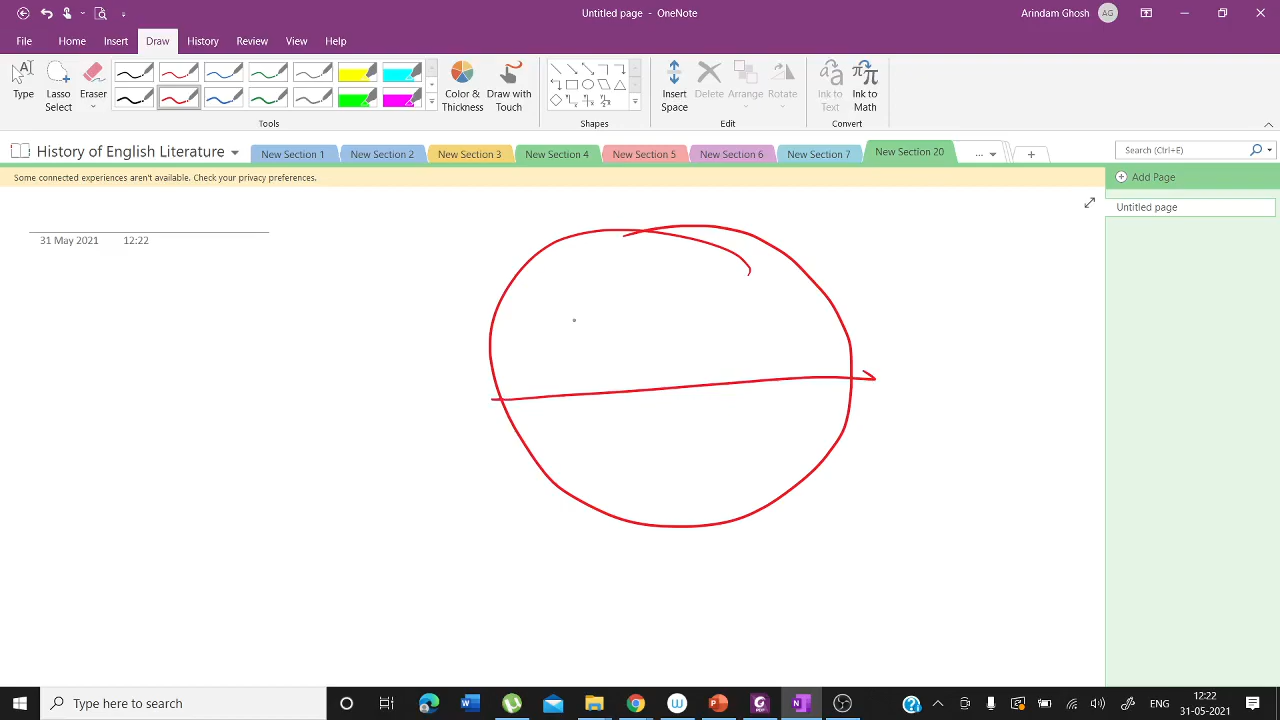 Untitled page - OneNote
Arindam Ghosh AG
File Home Insert Draw History Review View Help
Type
Lasso Select
Eraser
Color & Thickness
Draw with Touch
Insert Space
Delete
Arrange
Rotate
Ink to Text
Ink to Math
Tools
Shapes
Edit
Convert
History of English Literature
New Section 1
New Section 2
New Section 3
New Section 4
New Section 5
New Section 6
New Section 7
New Section 20
...
Search (Ctrl+E)
Some connected experiences aren't available. Check your privacy preferences.
Add Page
Untitled page
31 May 2021 12:22
Type here to search
ENG
12:22
31-05-2021